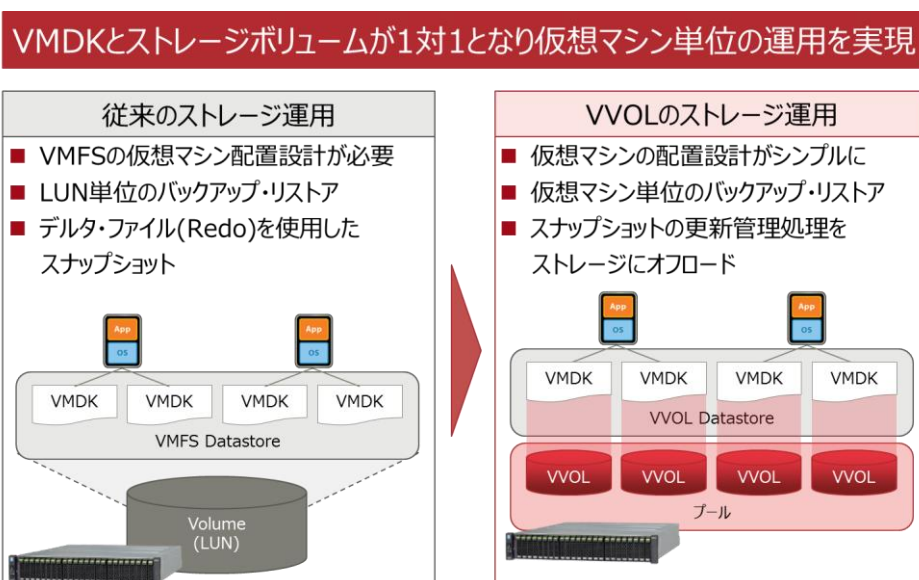 VMDKとストレージボリュームが1対1となり仮想マシン単位の運用を実現
従来のストレージ運用
■ VMFSの仮想マシン配置設計が必要
■ LUN単位のバックアップ・リストア
■ デルタ・ファイル(Redo)を使用した
スナップショット
App
OS
App
OS
VMDK
VMDK
VMDK
VMDK
VMFS Datastore
Volume
(LUN)
VVOLのストレージ運用
■ 仮想マシンの配置設計がシンプルに
■ 仮想マシン単位のバックアップ・リストア
■ スナップショットの更新管理処理を
ストレージにオフロード
App
OS
App
OS
VMDK
VMDK
VMDK
VMDK
VVOL Datastore
VVOL
VVOL
VVOL
VVOL
プール